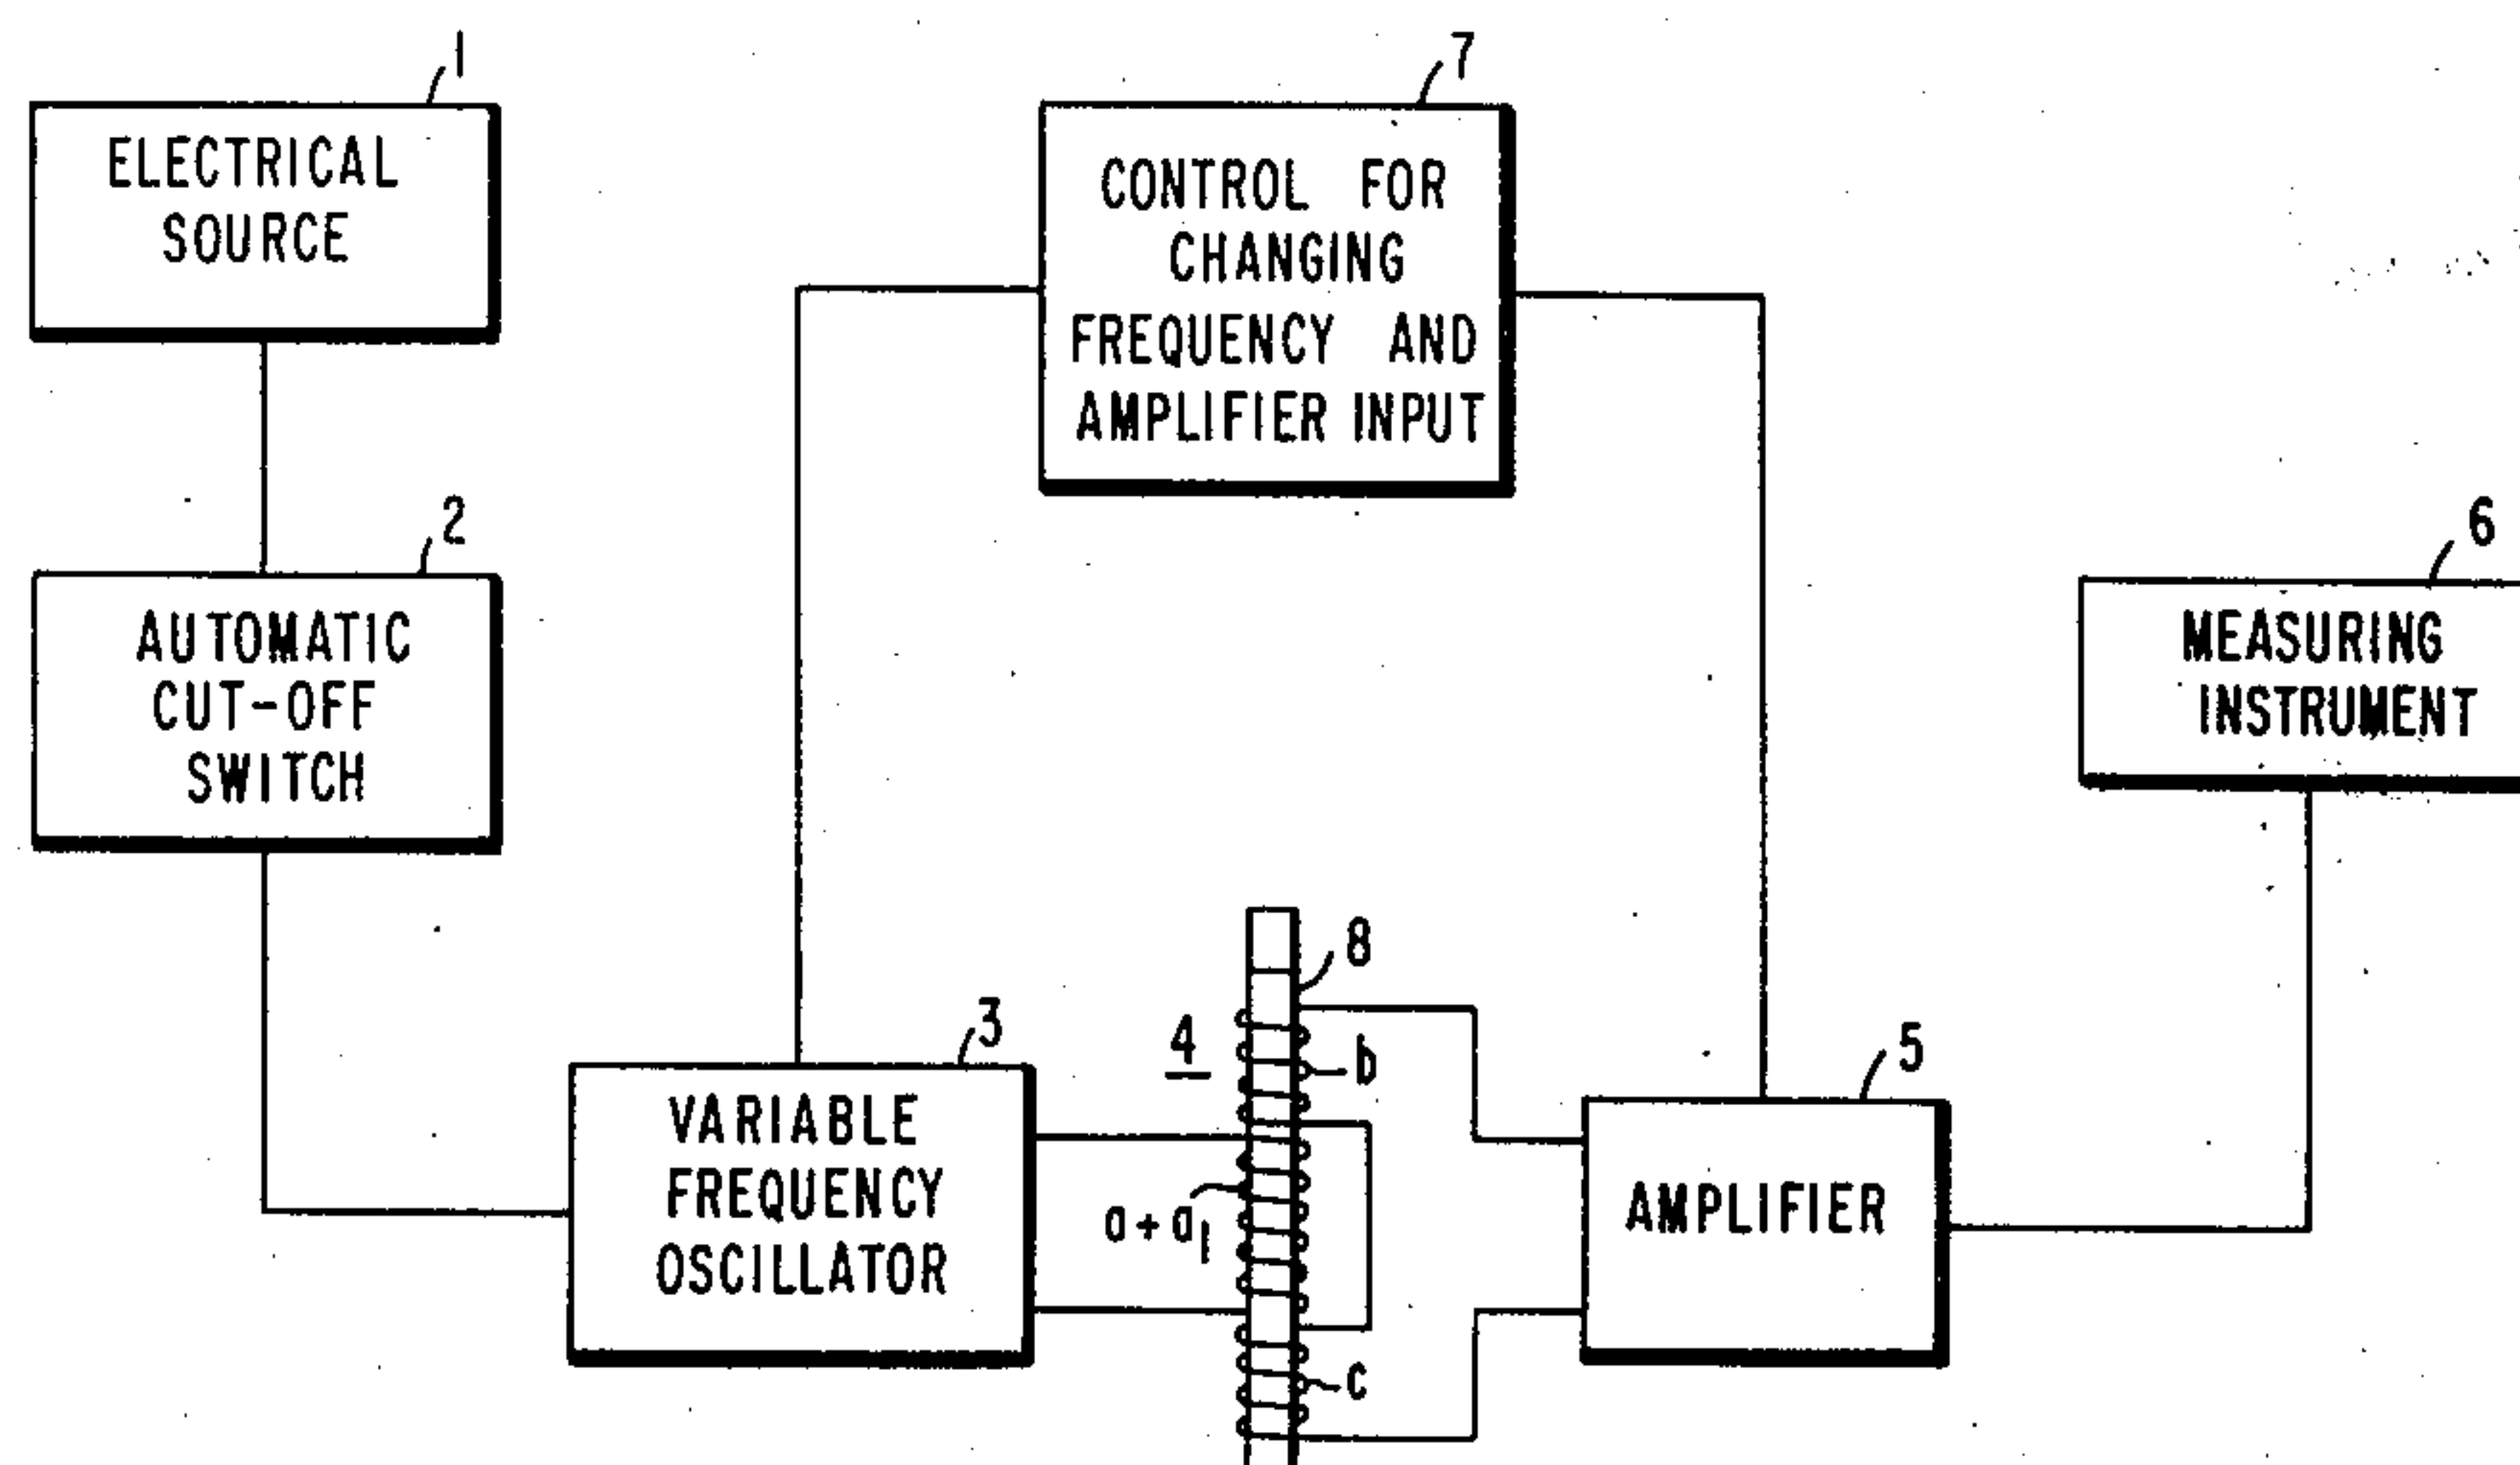 1
ELECTRICAL
SOURCE
7
CONTROL FOR
CHANGING
FREQUENCY AND
AMPLIFIER INPUT
2
AUTOMATIC
CUT-OFF
SWITCH
6
MEASURING
INSTRUMENT
3
VARIABLE
FREQUENCY
OSCILLATOR
4
8
b
a+a1
c
5
AMPLIFIER